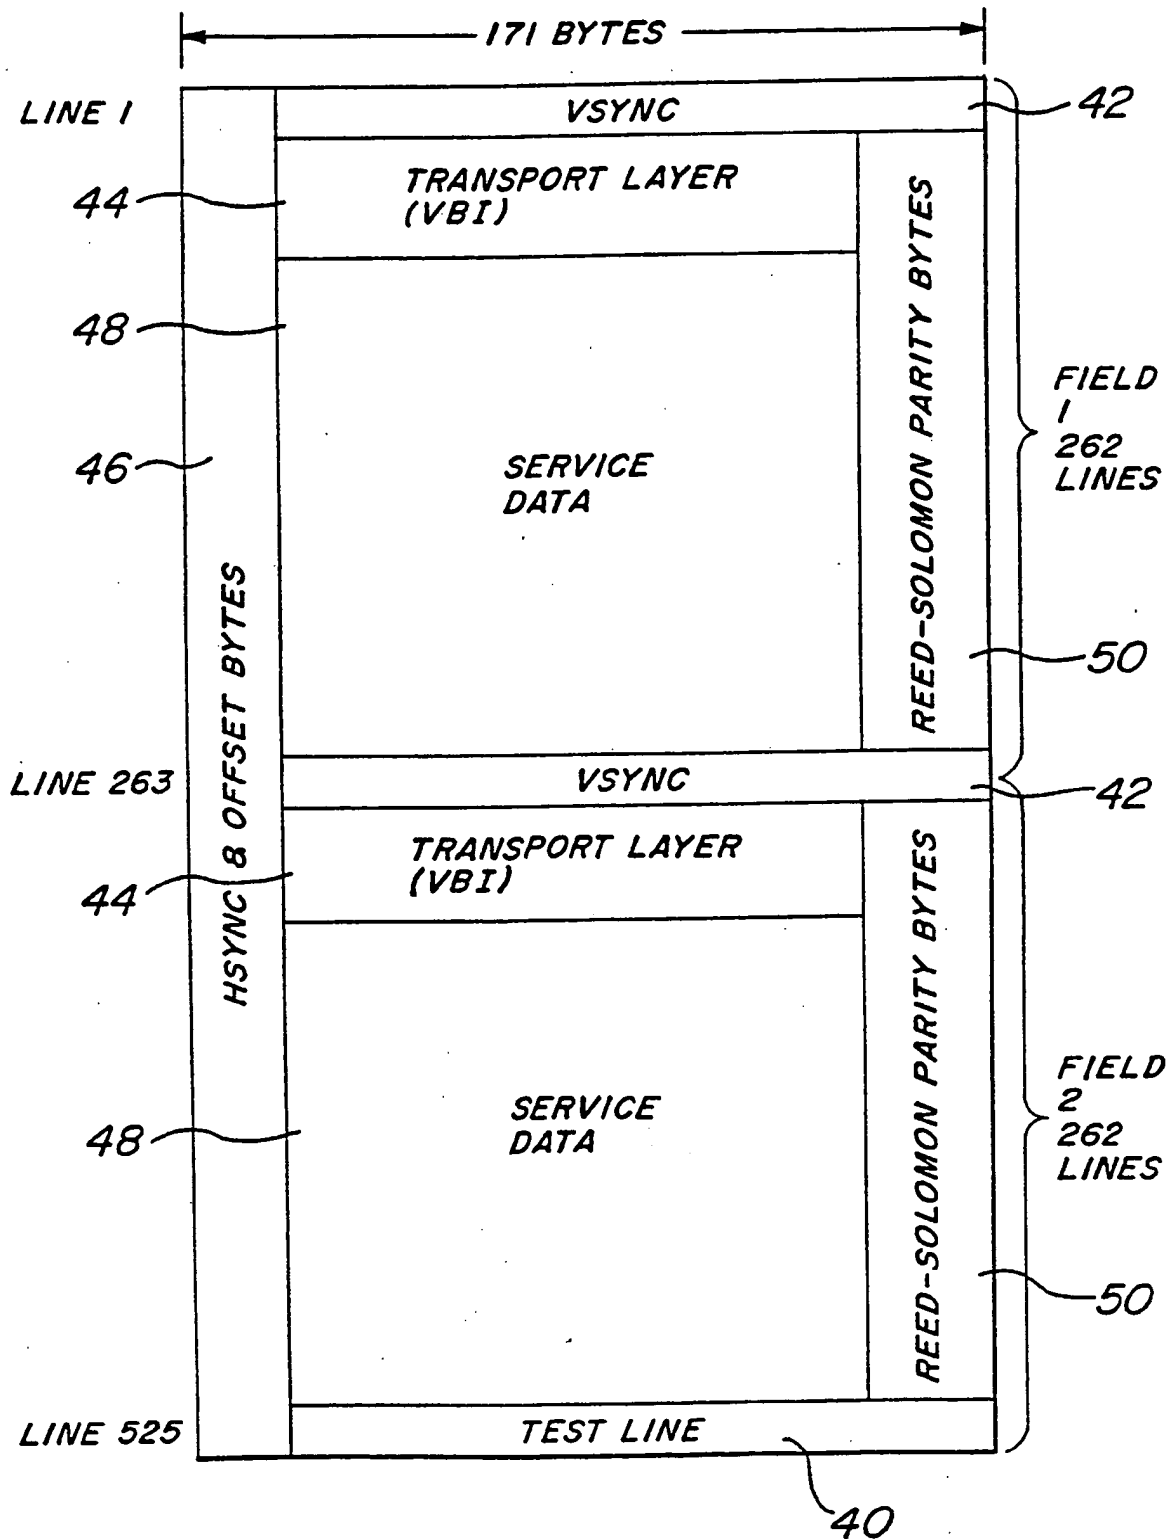 171 BYTES
LINE 1
VSYNC
42
44
TRANSPORT LAYER
(VBI)
48
46
SERVICE
DATA
REED-SOLOMON PARITY BYTES
FIELD
1
262
LINES
50
HSYNC & OFFSET BYTES
LINE 263
VSYNC
42
TRANSPORT LAYER
(VBI)
44
48
SERVICE
DATA
REED-SOLOMON PARITY BYTES
FIELD
2
262
LINES
50
LINE 525
TEST LINE
40